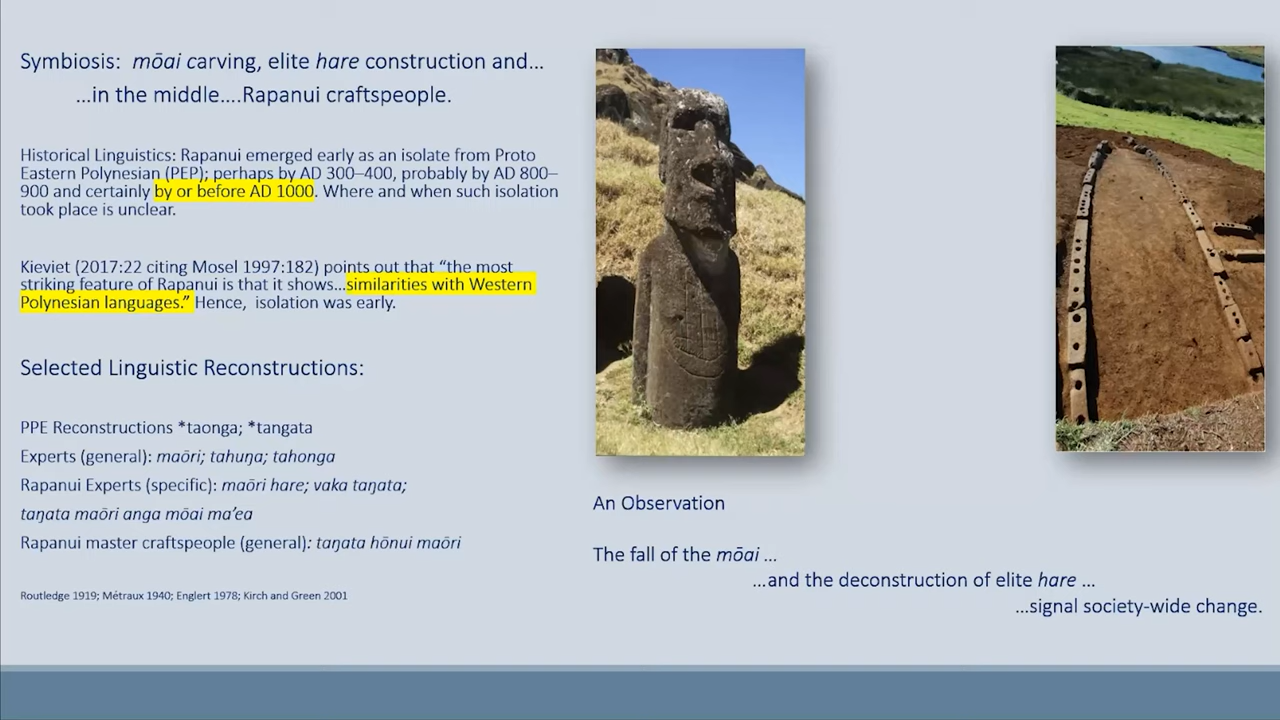 Symbiosis: mōai carving, elite hare construction and…
…in the middle….Rapanui craftspeople.
Historical Linguistics: Rapanui emerged early as an isolate from Proto
Eastern Polynesian (PEP); perhaps by AD 300–400, probably by AD 800–
900 and certainly by or before AD 1000. Where and when such isolation
took place is unclear.
Kieviet (2017:22 citing Mosel 1997:182) points out that “the most
striking feature of Rapanui is that it shows…similarities with Western
Polynesian languages.” Hence, isolation was early.
Selected Linguistic Reconstructions:
PPE Reconstructions *taonga; *tangata
Experts (general): maōri; tahuŋa; tahonga
Rapanui Experts (specific): maōri hare; vaka taŋata;
taŋata maōri anga mōai ma’ea
Rapanui master craftspeople (general): taŋata hōnui maōri
Routledge 1919; Métraux 1940; Englert 1978; Kirch and Green 2001
An Observation
The fall of the mōai …
…and the deconstruction of elite hare …
…signal society-wide change.